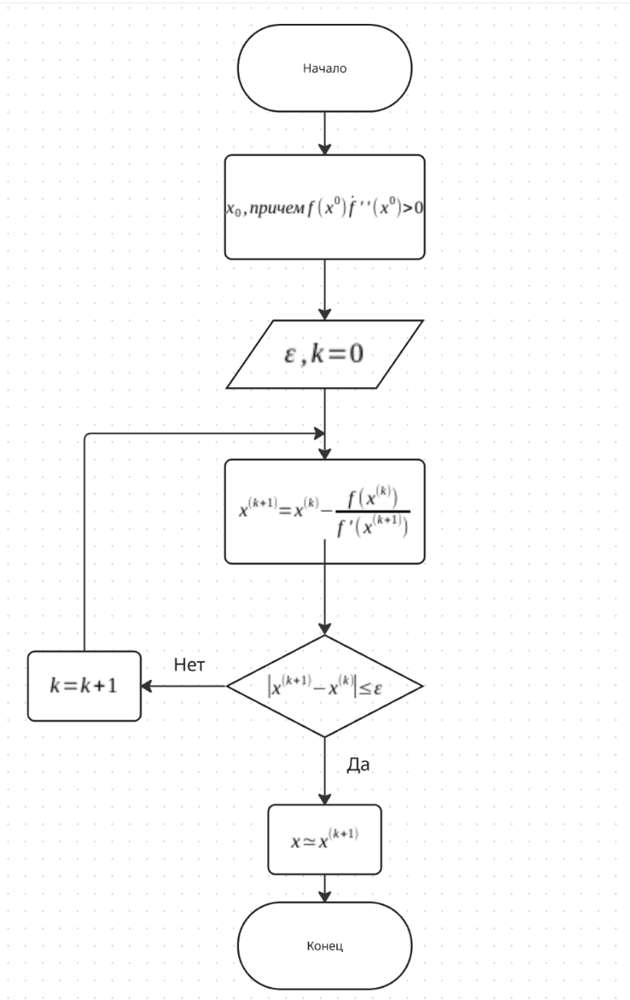 Начало
x₀, причем f(x⁰)ḟ''(x⁰)>0
ε, k=0
x⁽ᵏ⁺¹⁾=x⁽ᵏ⁾−f(x⁽ᵏ⁾)/f'(x⁽ᵏ⁺¹⁾)
|x⁽ᵏ⁺¹⁾−x⁽ᵏ⁾|≤ε
Нет
k=k+1
Да
x≃x⁽ᵏ⁺¹⁾
Конец